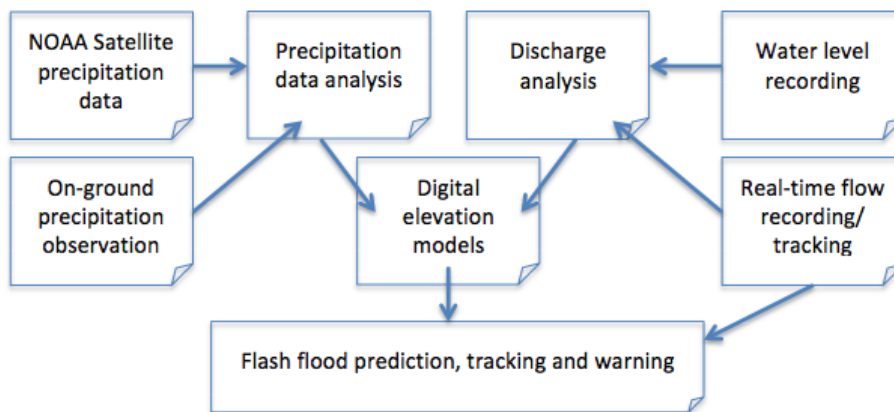 NOAA Satellite
precipitation
data
Precipitation
data analysis
Discharge
analysis
Water level
recording
On-ground
precipitation
observation
Digital
elevation
models
Real-time flow
recording/
tracking
Flash flood prediction, tracking and warning